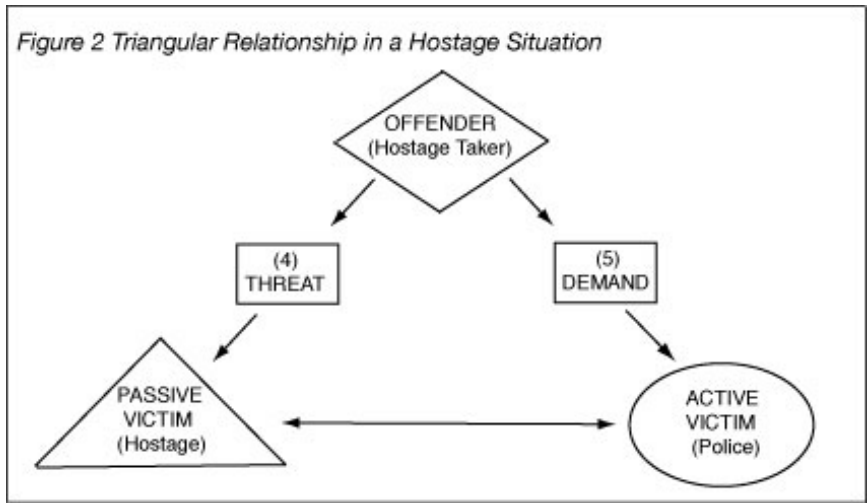 Figure 2 Triangular Relationship in a Hostage Situation
OFFENDER
(Hostage Taker)
(4)
THREAT
(5)
DEMAND
PASSIVE
VICTIM
(Hostage)
ACTIVE
VICTIM
(Police)